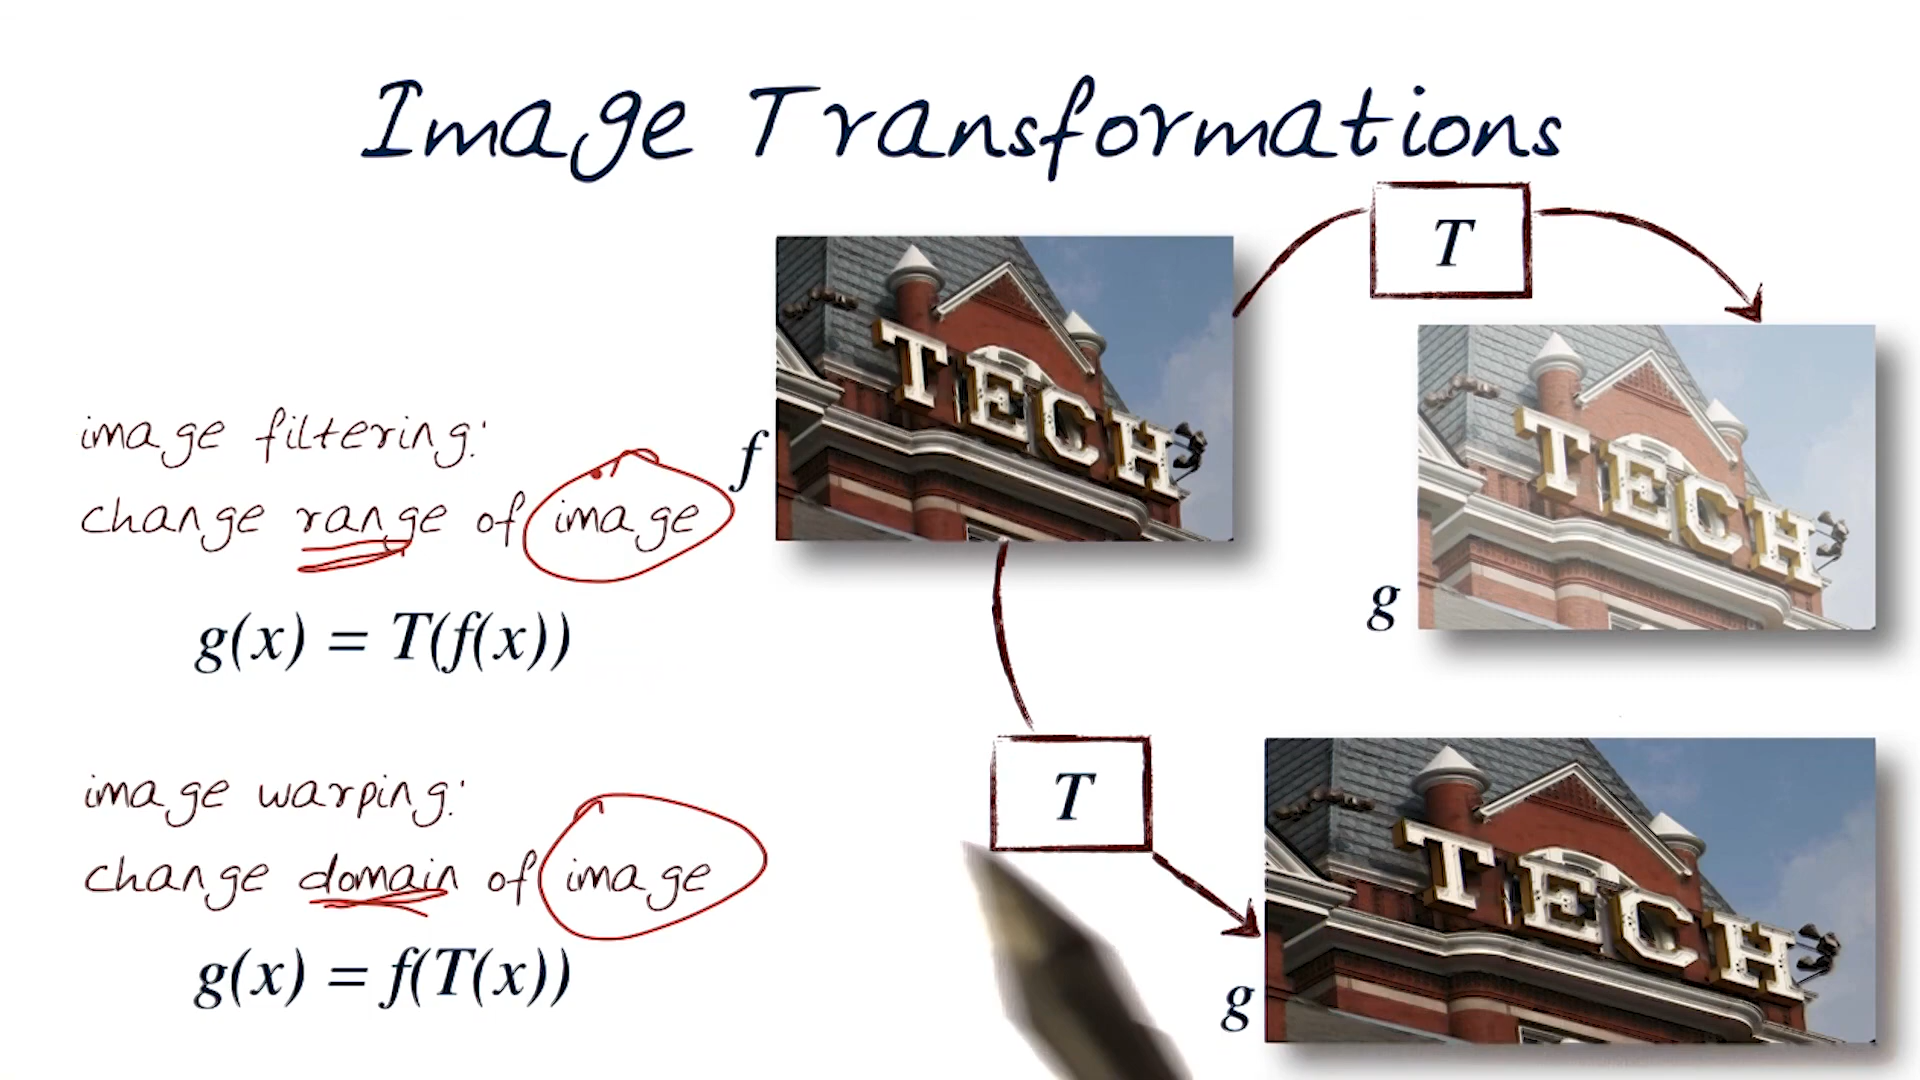 Image Transformations
T
TECH
f
image filtering:
change range of image
g(x) = T(f(x))
TECH
g
image warping:
change domain of image
g(x) = f(T(x))
T
TECH
g